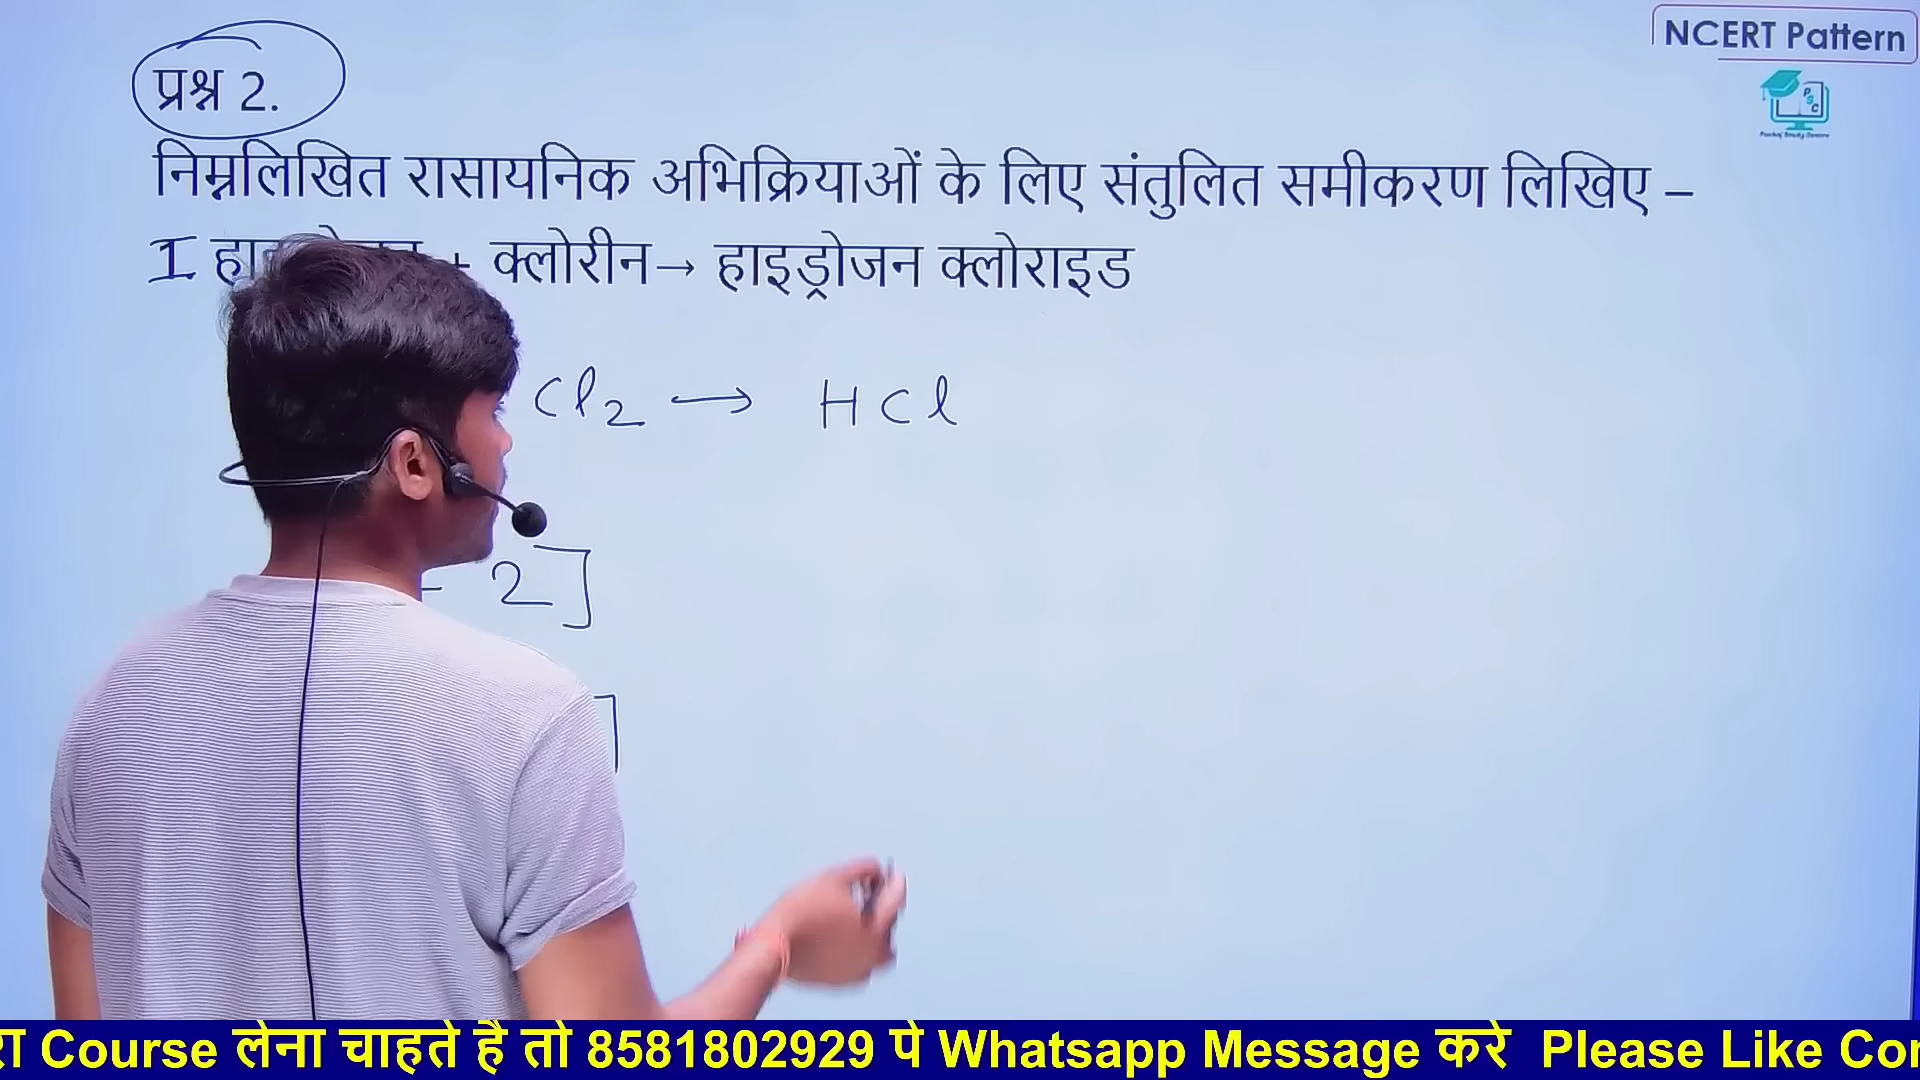 NCERT Pattern
प्रश्न 2.
निम्नलिखित रासायनिक अभिक्रियाओं के लिए संतुलित समीकरण लिखिए –
I + क्लोरीन→ हाइड्रोजन क्लोराइड
Cl₂ → HCl
- 2]
]
Course लेना चाहते है तो 8581802929 पे Whatsapp Message करे Please Like